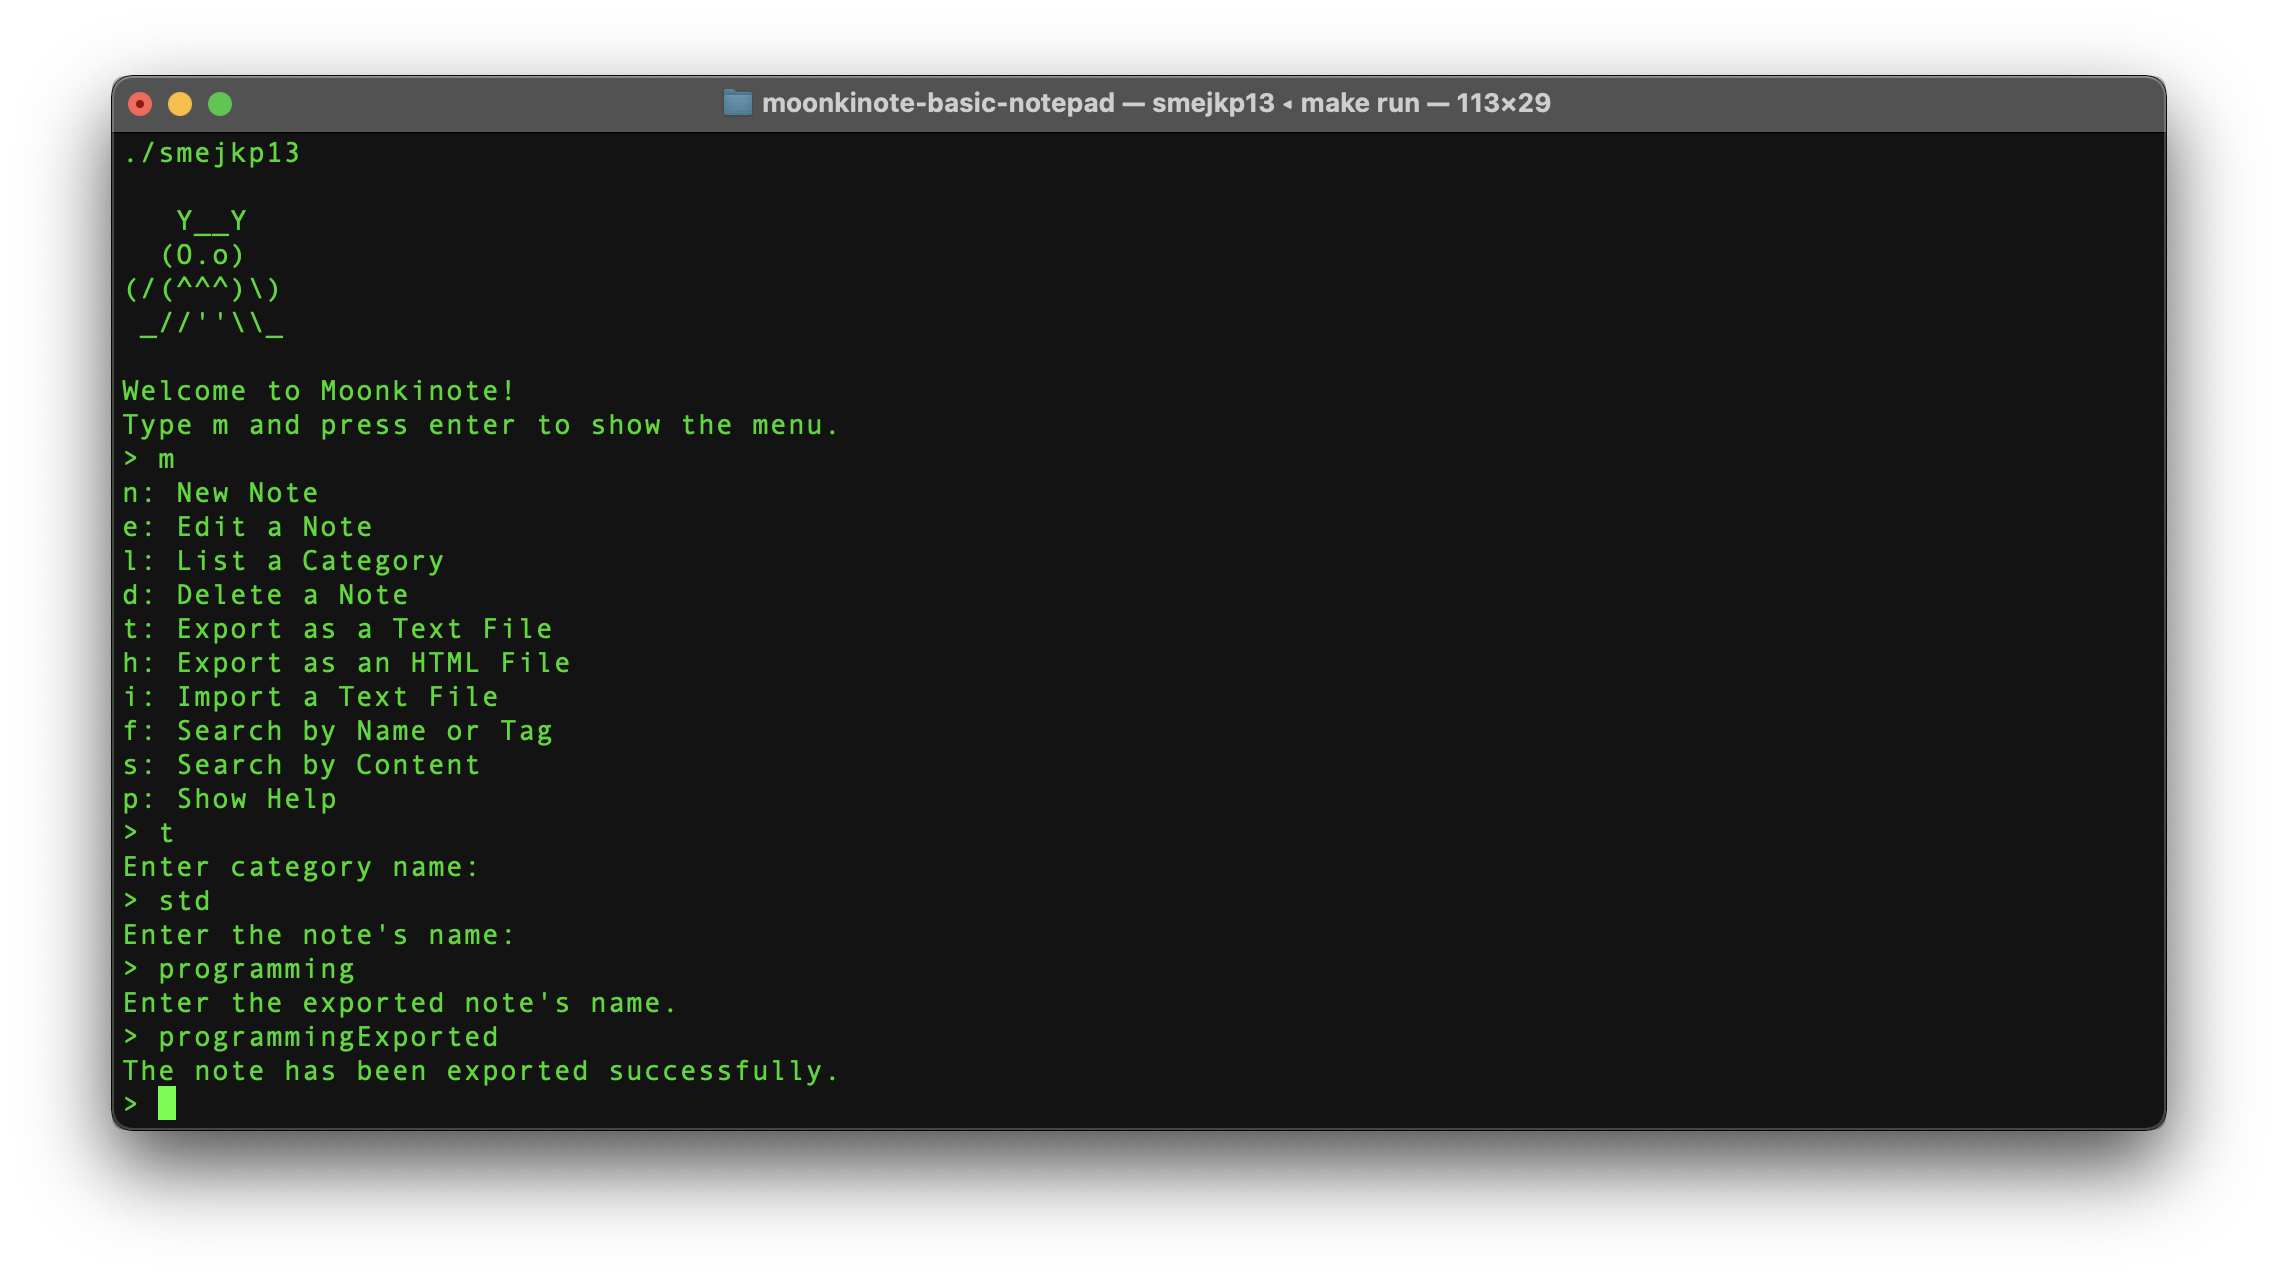 moonkinote-basic-notepad — smejkp13 ◂ make run — 113×29
./smejkp13
   Y__Y
  (O.o)
(/(^^^)\)
 _//''\\_
Welcome to Moonkinote!
Type m and press enter to show the menu.
> m
n: New Note
e: Edit a Note
l: List a Category
d: Delete a Note
t: Export as a Text File
h: Export as an HTML File
i: Import a Text File
f: Search by Name or Tag
s: Search by Content
p: Show Help
> t
Enter category name:
> std
Enter the note's name:
> programming
Enter the exported note's name.
> programmingExported
The note has been exported successfully.
>